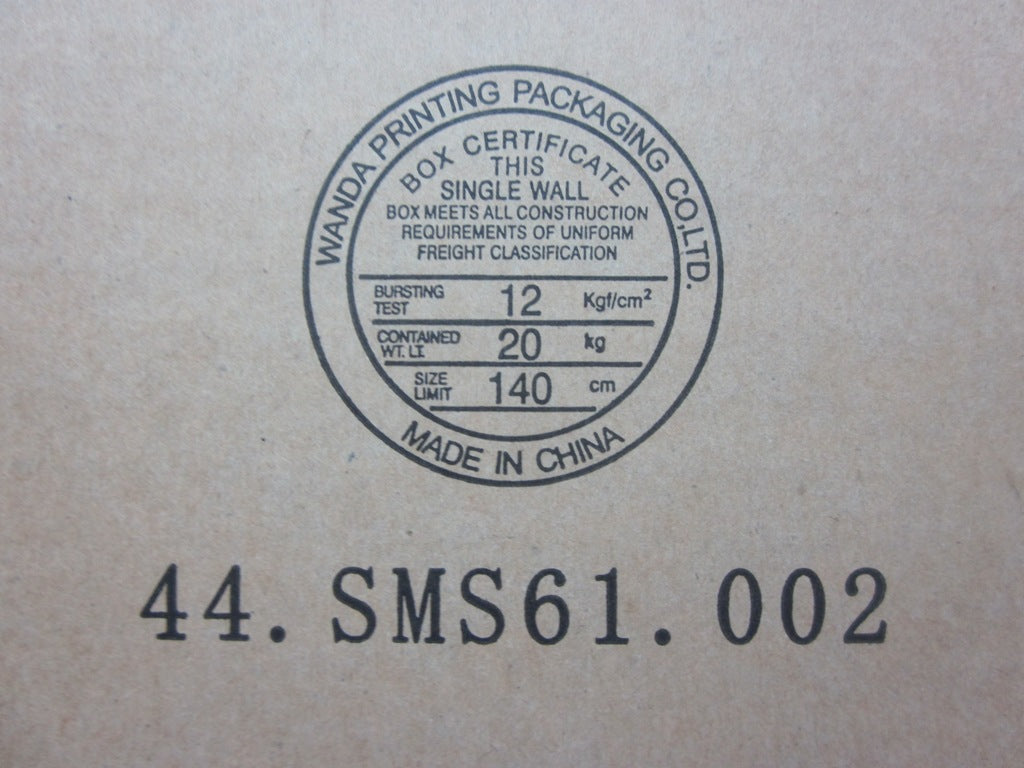 WANDA PRINTING PACKAGING CO,LTD.
BOX CERTIFICATE
THIS
SINGLE WALL
BOX MEETS ALL CONSTRUCTION
REQUIREMENTS OF UNIFORM
FREIGHT CLASSIFICATION
BURSTING TEST 12 Kgf/cm²
CONTAINED WT. LT. 20 kg
SIZE LIMIT 140 cm
MADE IN CHINA
44.SMS61.002